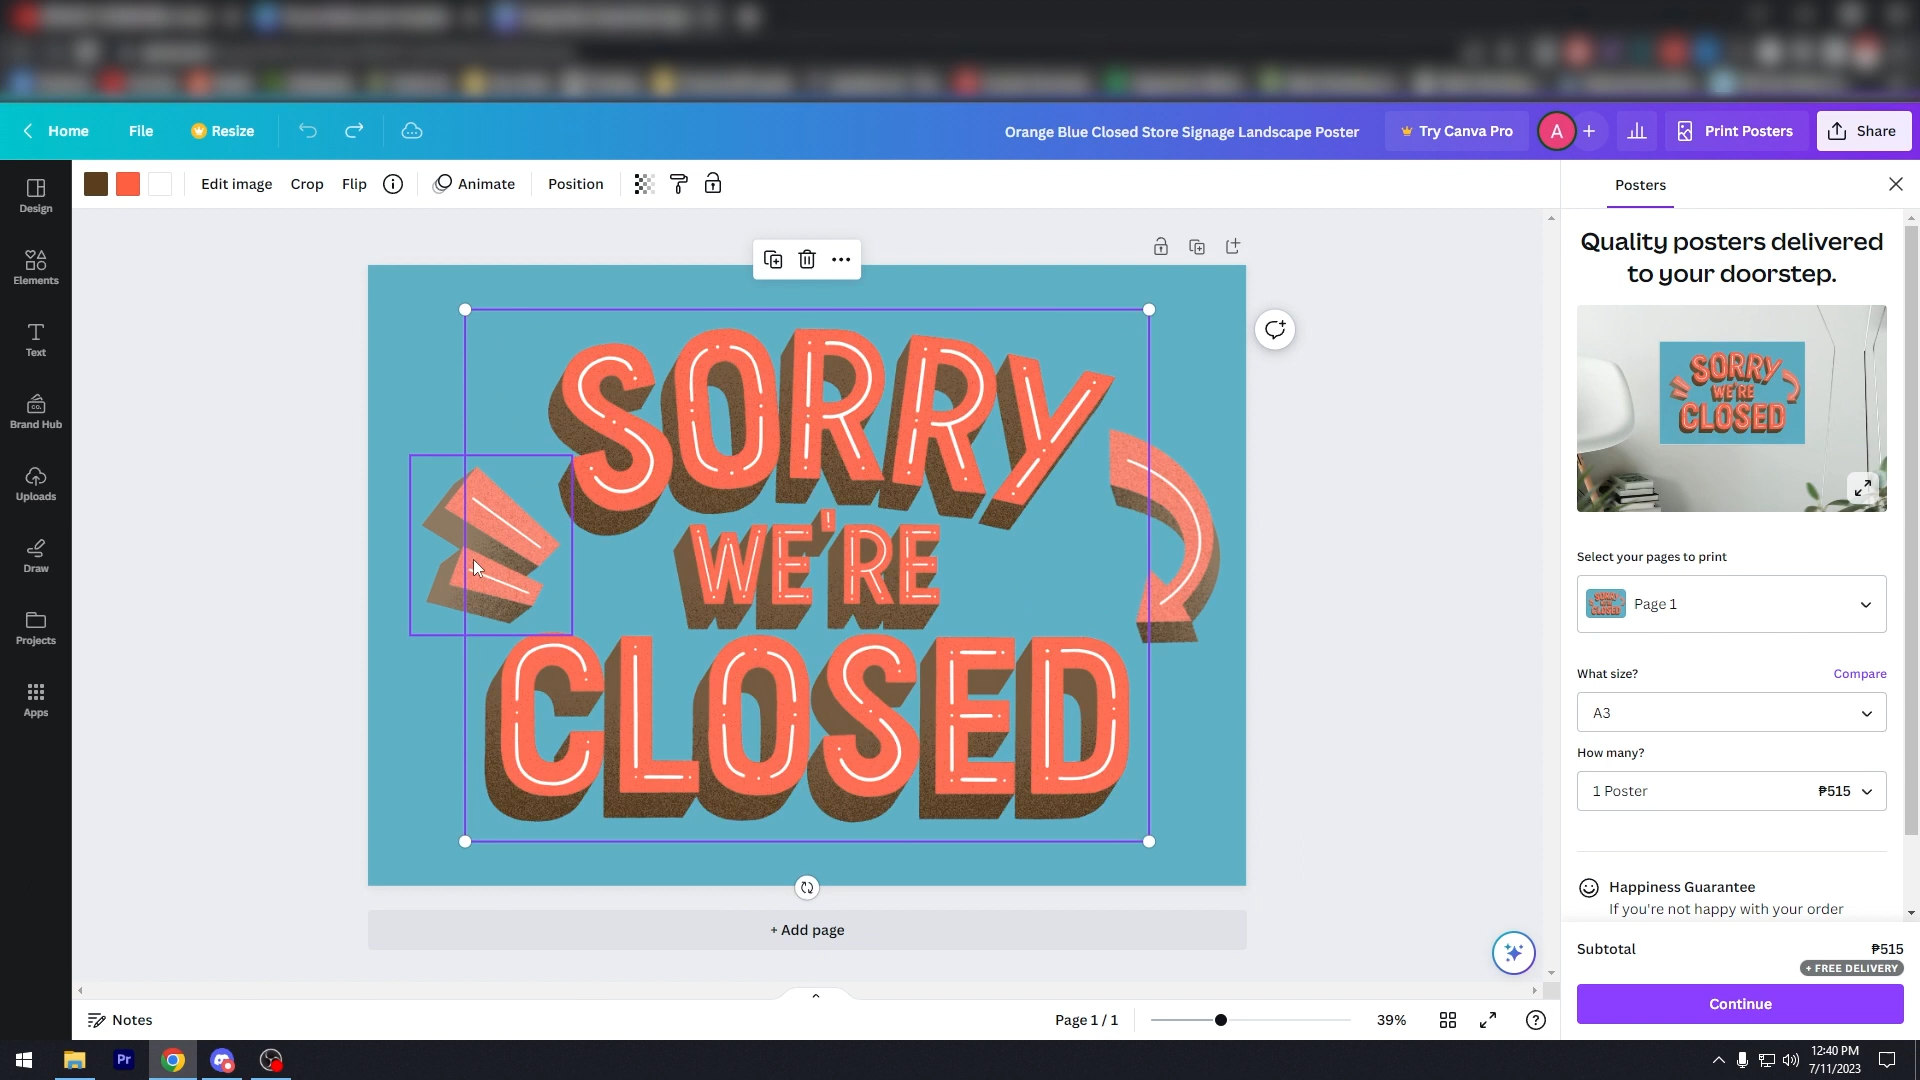 Home
File
Resize
Orange Blue Closed Store Signage Landscape Poster
Try Canva Pro
A
Print Posters
Share
Edit image
Crop
Flip
Animate
Position
Posters
Design
Elements
Text
CO.
Brand Hub
Uploads
Draw
Projects
Apps
SORRY
WE'RE
CLOSED
+ Add page
Quality posters delivered
to your doorstep.
SORRY
WE'RE
CLOSED
Select your pages to print
Page 1
What size?
Compare
A3
How many?
1 Poster
₱515
Happiness Guarantee
If you're not happy with your order
Subtotal
₱515
+ FREE DELIVERY
Continue
Notes
Page 1 / 1
39%
Pr
12:40 PM
7/11/2023